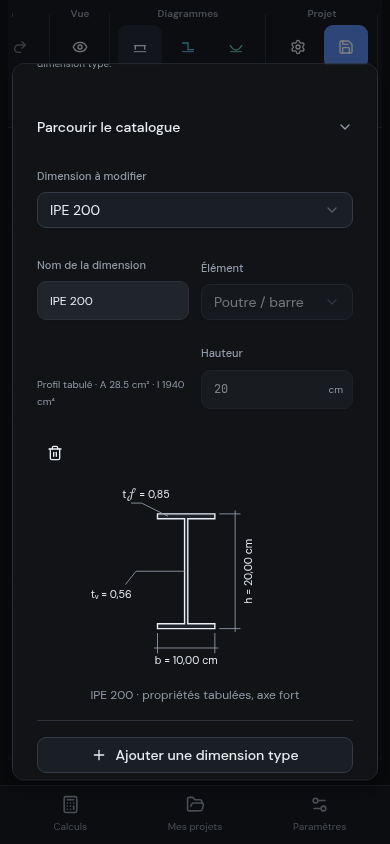 Vue
Diagrammes
Projet
dimension type.
Parcourir le catalogue
Dimension à modifier
IPE 200
Nom de la dimension
Élément
IPE 200
Poutre / barre
Hauteur
Profil tabulé · A 28.5 cm² · I 1940
cm⁴
20
cm
t𝒻 = 0,85
tᵥ = 0,56
h = 20,00 cm
b = 10,00 cm
IPE 200 · propriétés tabulées, axe fort
Ajouter une dimension type
Calculs
Mes projets
Paramètres